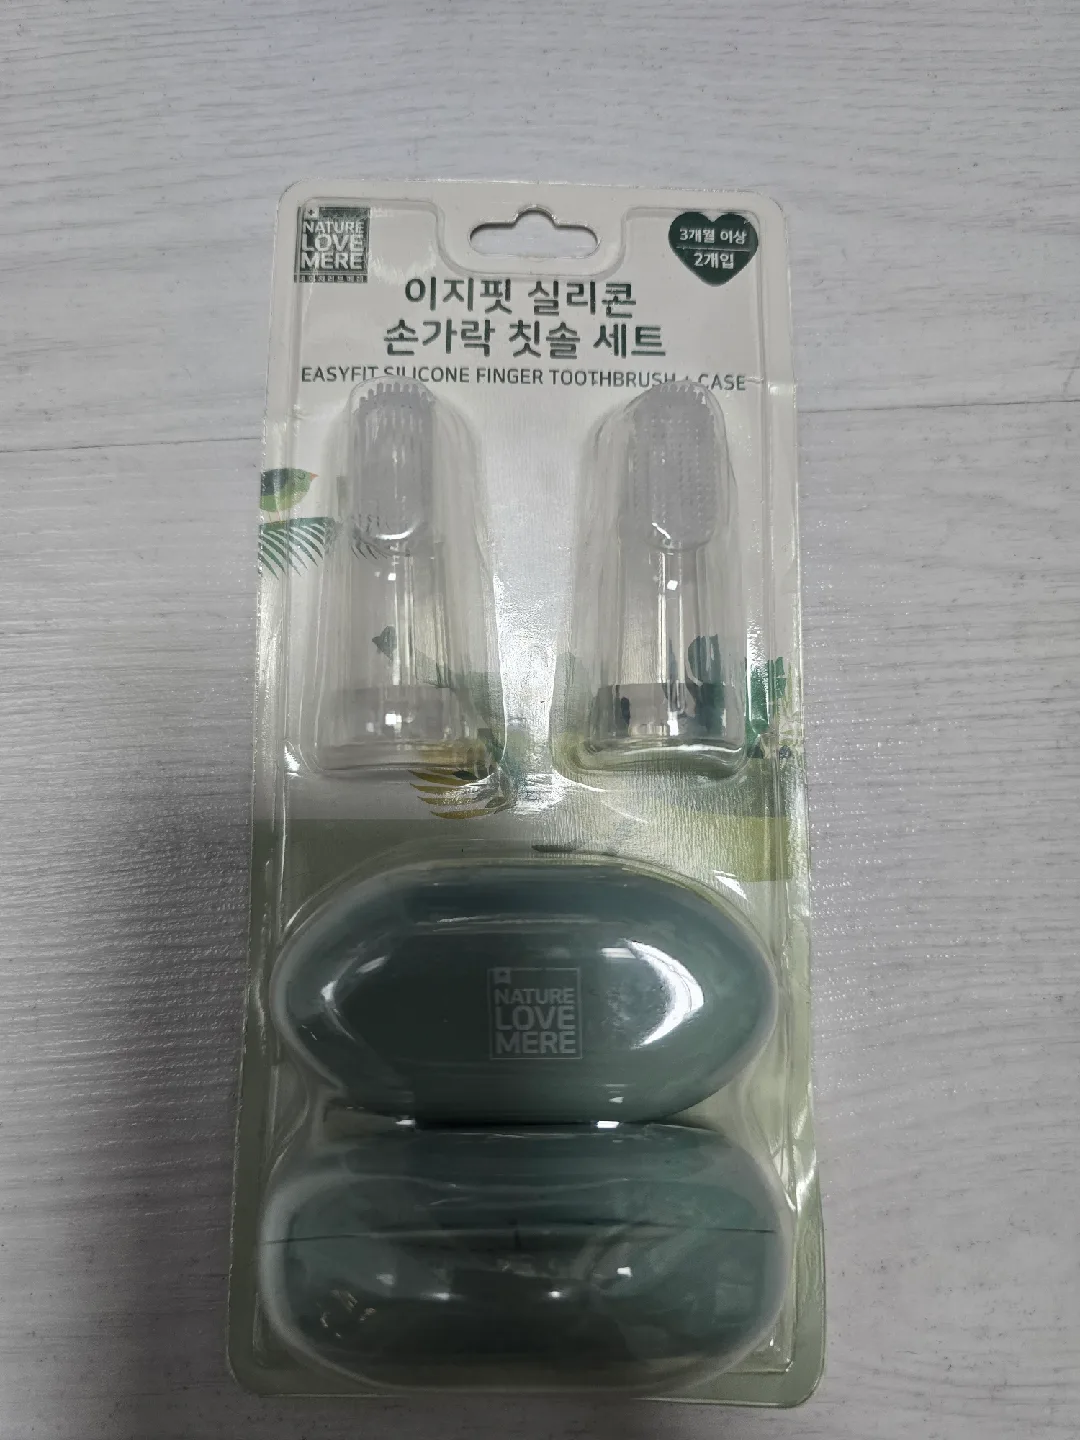 NATURE
LOVE
MERE
3개월 이상
2개입
이지핏 실리콘
손가락 칫솔 세트
EASYFIT SILICONE FINGER TOOTHBRUSH + CASE
NATURE
LOVE
MERE